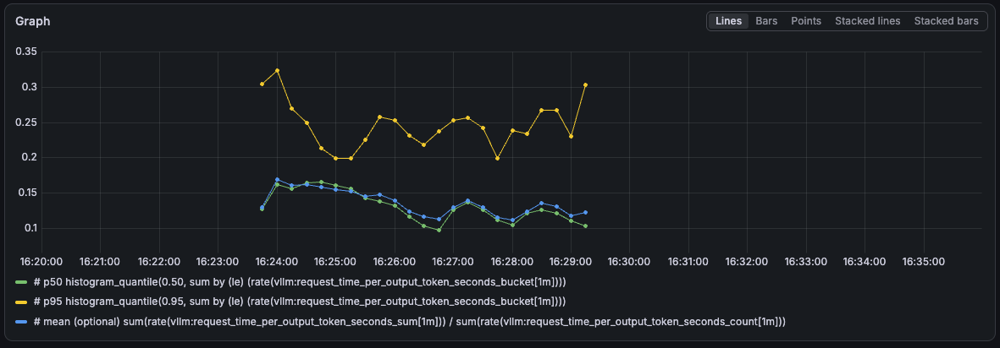 Graph
Lines Bars Points Stacked lines Stacked bars
0.35
0.3
0.25
0.2
0.15
0.1
16:20:00 16:21:00 16:22:00 16:23:00 16:24:00 16:25:00 16:26:00 16:27:00 16:28:00 16:29:00 16:30:00 16:31:00 16:32:00 16:33:00 16:34:00 16:35:00
# p50 histogram_quantile(0.50, sum by (le) (rate(vllm:request_time_per_output_token_seconds_bucket[1m])))
# p95 histogram_quantile(0.95, sum by (le) (rate(vllm:request_time_per_output_token_seconds_bucket[1m])))
# mean (optional) sum(rate(vllm:request_time_per_output_token_seconds_sum[1m])) / sum(rate(vllm:request_time_per_output_token_seconds_count[1m]))